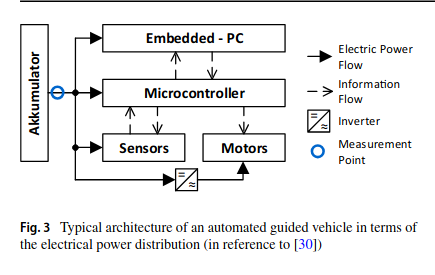 Akkumulator
Embedded - PC
Microcontroller
Sensors
Motors
Electric Power
Flow
Information
Flow
Inverter
Measurement
Point
Fig. 3 Typical architecture of an automated guided vehicle in terms of
the electrical power distribution (in reference to [30])